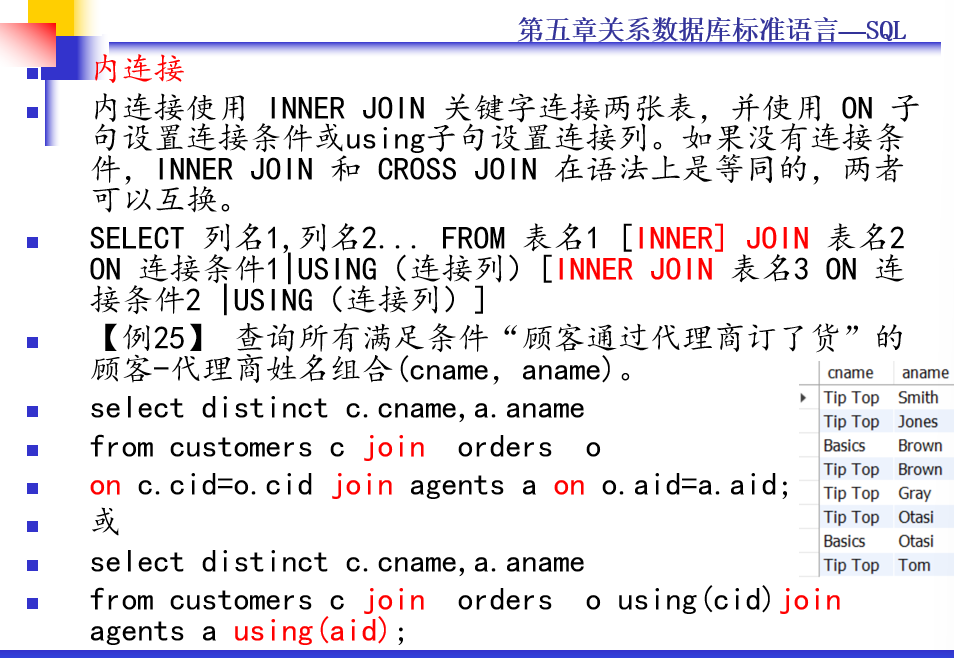 第五章关系数据库标准语言—SQL
内连接
内连接使用 INNER JOIN 关键字连接两张表，并使用 ON 子
句设置连接条件或using子句设置连接列。如果没有连接条
件，INNER JOIN 和 CROSS JOIN 在语法上是等同的，两者
可以互换。
SELECT 列名1,列名2... FROM 表名1 [INNER] JOIN 表名2
ON 连接条件1|USING（连接列）[INNER JOIN 表名3 ON 连
接条件2 |USING（连接列）]
【例25】 查询所有满足条件“顾客通过代理商订了货”的
顾客-代理商姓名组合(cname, aname)。
select distinct c.cname,a.aname
from customers c join orders o
on c.cid=o.cid join agents a on o.aid=a.aid;
或
select distinct c.cname,a.aname
from customers c join orders o using(cid)join
agents a using(aid);
cname aname
Tip Top Smith
Tip Top Jones
Basics Brown
Tip Top Brown
Tip Top Gray
Tip Top Otasi
Basics Otasi
Tip Top Tom